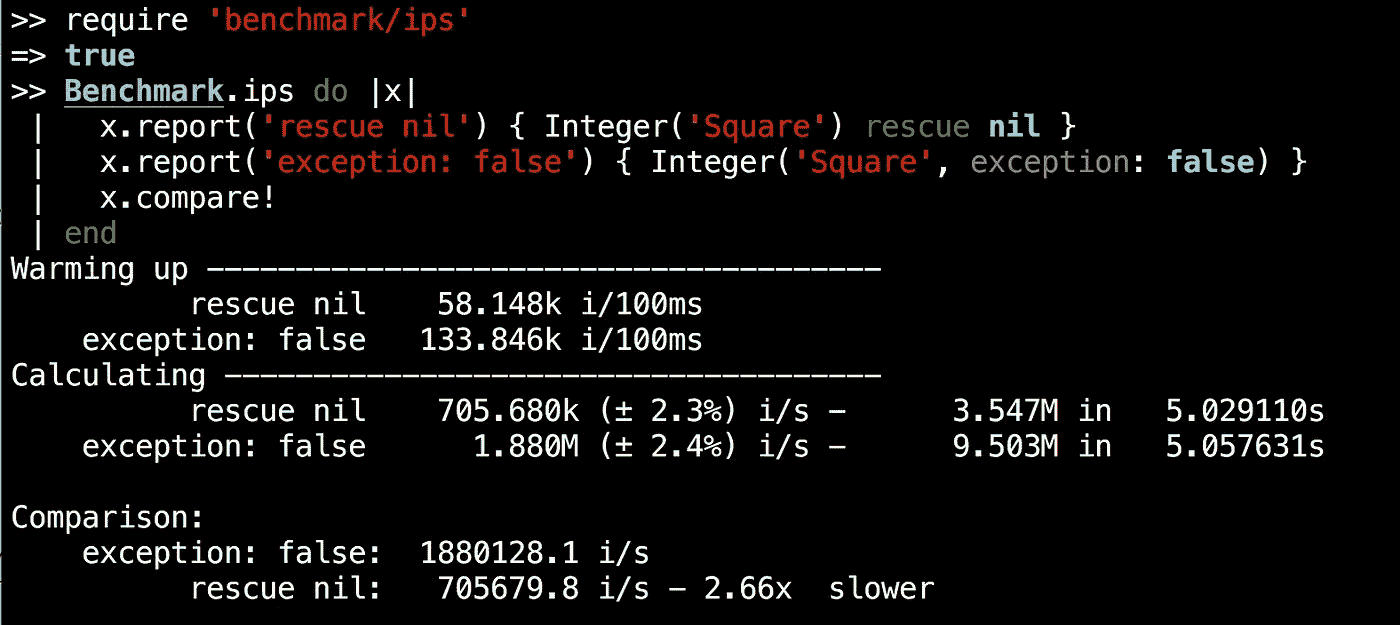 >> require 'benchmark/ips'
=> true
>> Benchmark.ips do |x|
 |   x.report('rescue nil') { Integer('Square') rescue nil }
 |   x.report('exception: false') { Integer('Square', exception: false) }
 |   x.compare!
 | end
Warming up --------------------------------------
          rescue nil    58.148k i/100ms
    exception: false   133.846k i/100ms
Calculating -------------------------------------
          rescue nil    705.680k (± 2.3%) i/s -      3.547M in   5.029110s
    exception: false      1.880M (± 2.4%) i/s -      9.503M in   5.057631s

Comparison:
    exception: false:  1880128.1 i/s
          rescue nil:   705679.8 i/s - 2.66x  slower